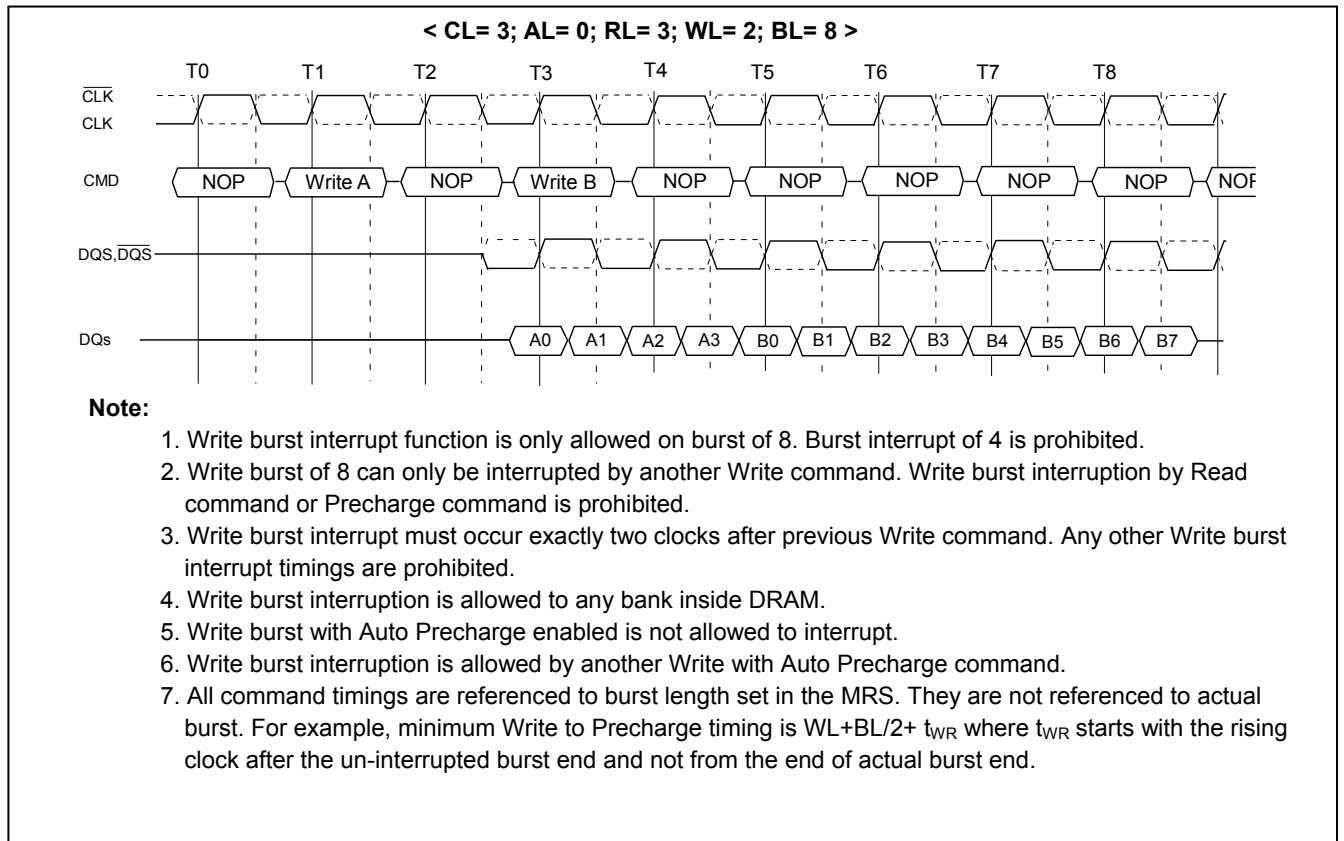 < CL= 3; AL= 0; RL= 3; WL= 2; BL= 8 >
T0 T1 T2 T3 T4 T5 T6 T7 T8
CLK
CLK
CMD NOP Write A NOP Write B NOP NOP NOP NOP NOP NOP
DQS,DQS
DQs A0 A1 A2 A3 B0 B1 B2 B3 B4 B5 B6 B7
Note:
1. Write burst interrupt function is only allowed on burst of 8. Burst interrupt of 4 is prohibited.
2. Write burst of 8 can only be interrupted by another Write command. Write burst interruption by Read
command or Precharge command is prohibited.
3. Write burst interrupt must occur exactly two clocks after previous Write command. Any other Write burst
interrupt timings are prohibited.
4. Write burst interruption is allowed to any bank inside DRAM.
5. Write burst with Auto Precharge enabled is not allowed to interrupt.
6. Write burst interruption is allowed by another Write with Auto Precharge command.
7. All command timings are referenced to burst length set in the MRS. They are not referenced to actual
burst. For example, minimum Write to Precharge timing is WL+BL/2+ tWR where tWR starts with the rising
clock after the un-interrupted burst end and not from the end of actual burst end.